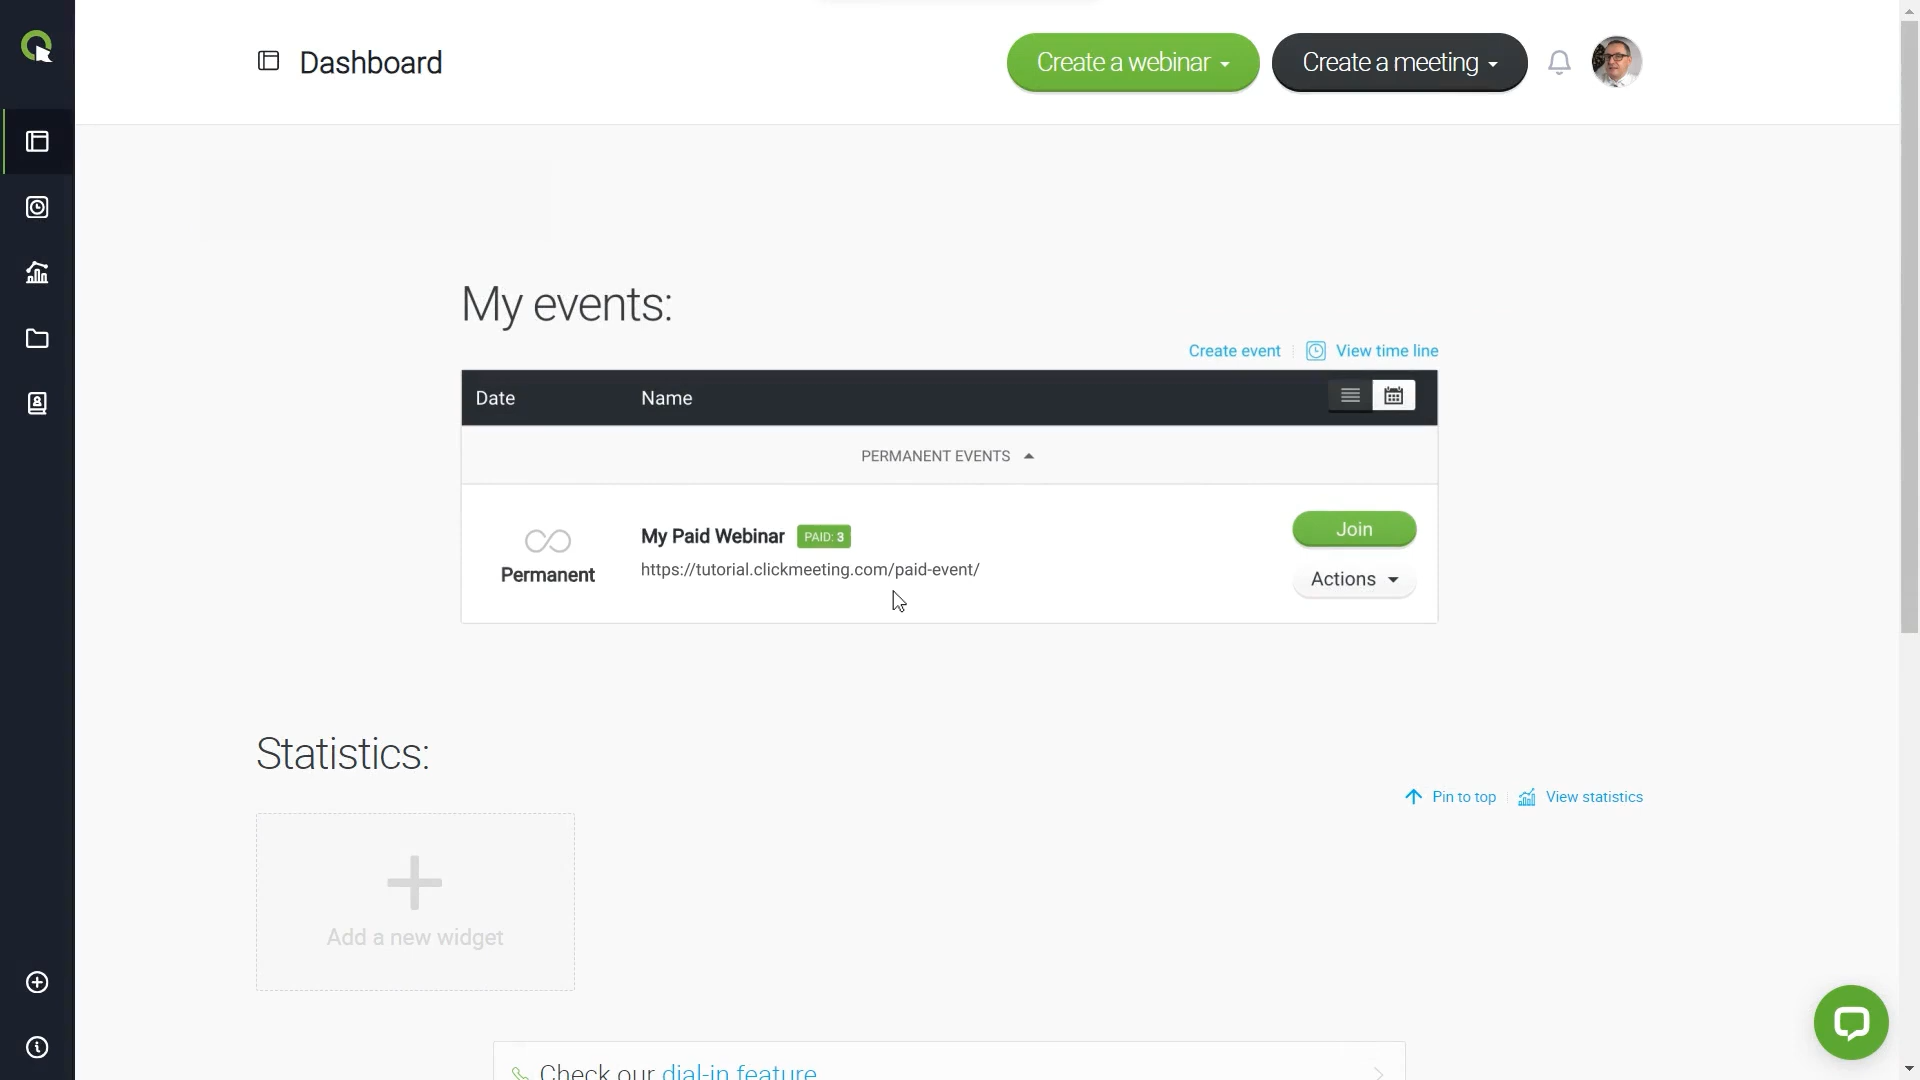 Dashboard
Create a webinar
Create a meeting
My events:
Create event
View time line
Date
Name
PERMANENT EVENTS
My Paid Webinar
PAID: 3
Join
https://tutorial.clickmeeting.com/paid-event/
Permanent
Actions
Statistics:
Pin to top
View statistics
Add a new widget
Check our dial-in feature